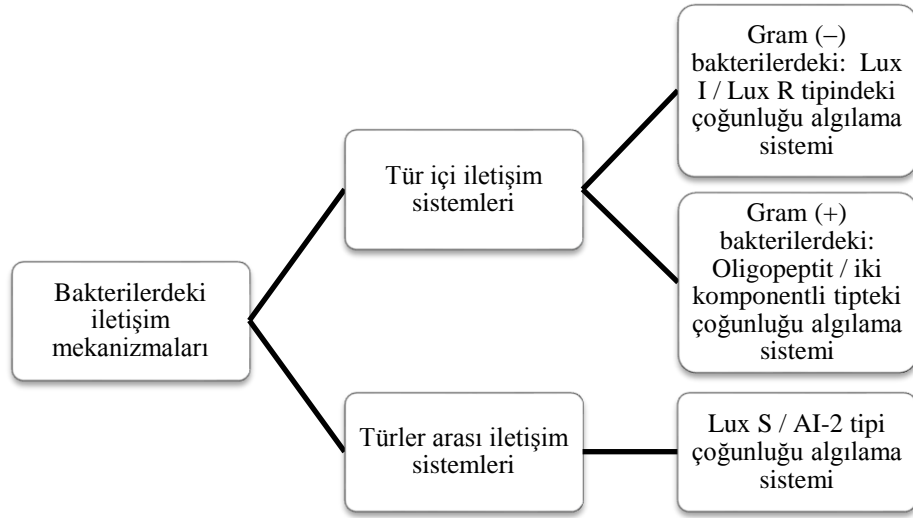 Bakterilerdeki
iletişim
mekanizmaları
Tür içi iletişim
sistemleri
Gram (–)
bakterilerdeki: Lux
I / Lux R tipindeki
çoğunluğu algılama
sistemi
Gram (+)
bakterilerdeki:
Oligopeptit / iki
komponentli tipteki
çoğunluğu algılama
sistemi
Türler arası iletişim
sistemleri
Lux S / AI-2 tipi
çoğunluğu algılama
sistemi